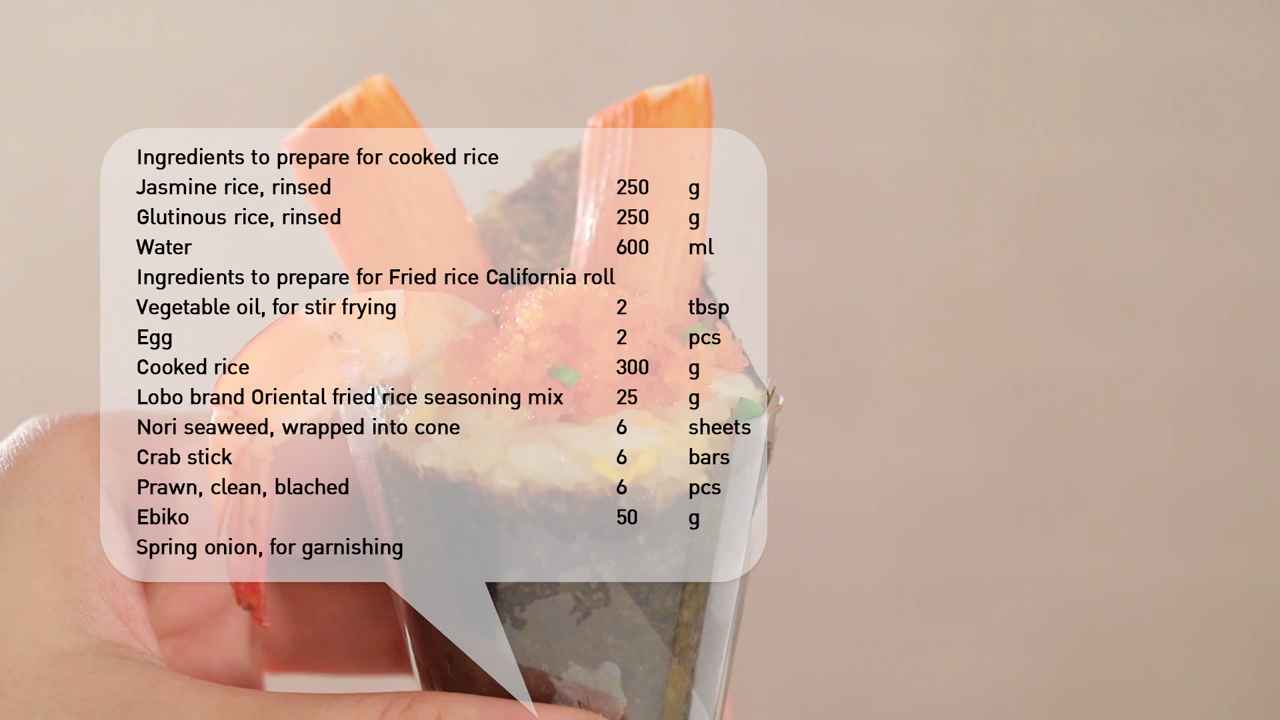 Ingredients to prepare for cooked rice
Jasmine rice, rinsed 250 g
Glutinous rice, rinsed 250 g
Water 600 ml
Ingredients to prepare for Fried rice California roll
Vegetable oil, for stir frying 2 tbsp
Egg 2 pcs
Cooked rice 300 g
Lobo brand Oriental fried rice seasoning mix 25 g
Nori seaweed, wrapped into cone 6 sheets
Crab stick 6 bars
Prawn, clean, blached 6 pcs
Ebiko 50 g
Spring onion, for garnishing